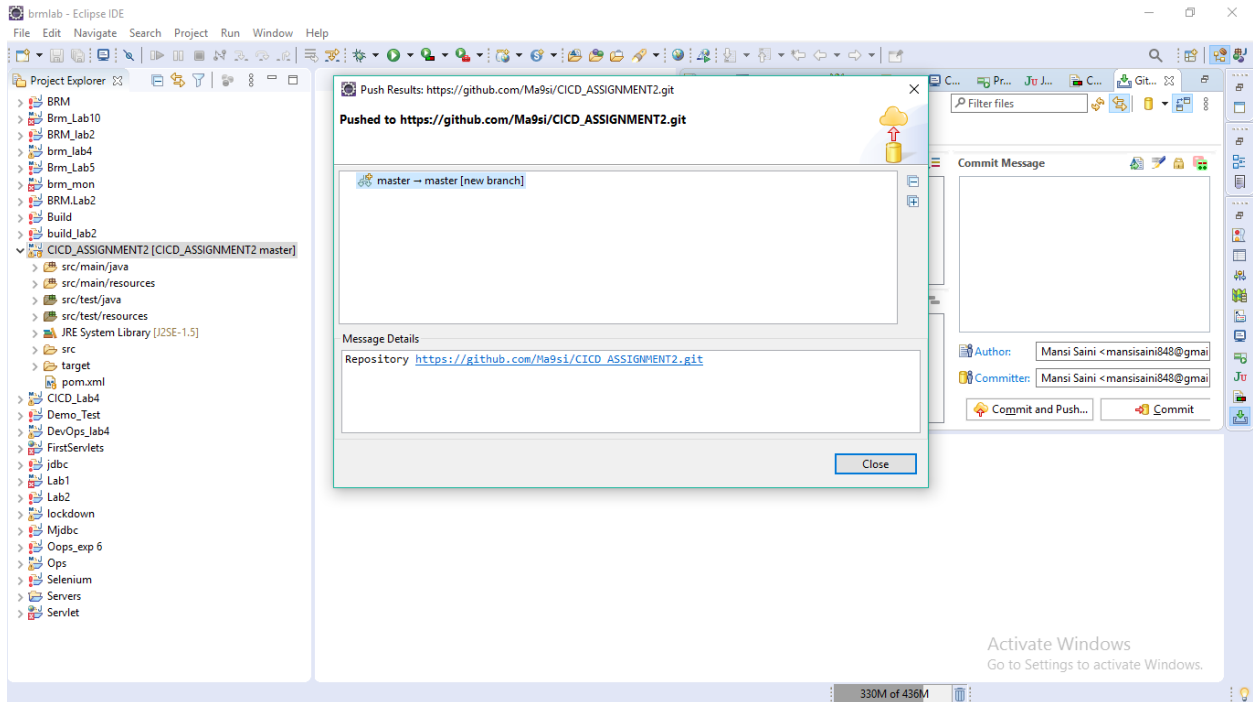 brmlab - Eclipse IDE
File Edit Navigate Search Project Run Window Help
Project Explorer
BRM
Brm_Lab10
BRM_lab2
brm_lab4
Brm_Lab5
brm_mon
BRM.Lab2
Build
build_lab2
CICD_ASSIGNMENT2 [CICD_ASSIGNMENT2 master]
src/main/java
src/main/resources
src/test/java
src/test/resources
JRE System Library [J2SE-1.5]
src
target
pom.xml
CICD_Lab4
Demo_Test
DevOps_lab4
FirstServlets
jdbc
Lab1
Lab2
lockdown
Mjdbc
Oops_exp 6
Ops
Selenium
Servers
Servlet
Push Results: https://github.com/Ma9si/CICD_ASSIGNMENT2.git
Pushed to https://github.com/Ma9si/CICD_ASSIGNMENT2.git
master → master [new branch]
Message Details
Repository https://github.com/Ma9si/CICD_ASSIGNMENT2.git
Close
C... Pr... Ju J... C... Git...
Filter files
Commit Message
Author: Mansi Saini <mansisaini848@gmai
Committer: Mansi Saini <mansisaini848@gmai
Commit and Push... Commit
Ju
Activate Windows
Go to Settings to activate Windows.
330M of 436M